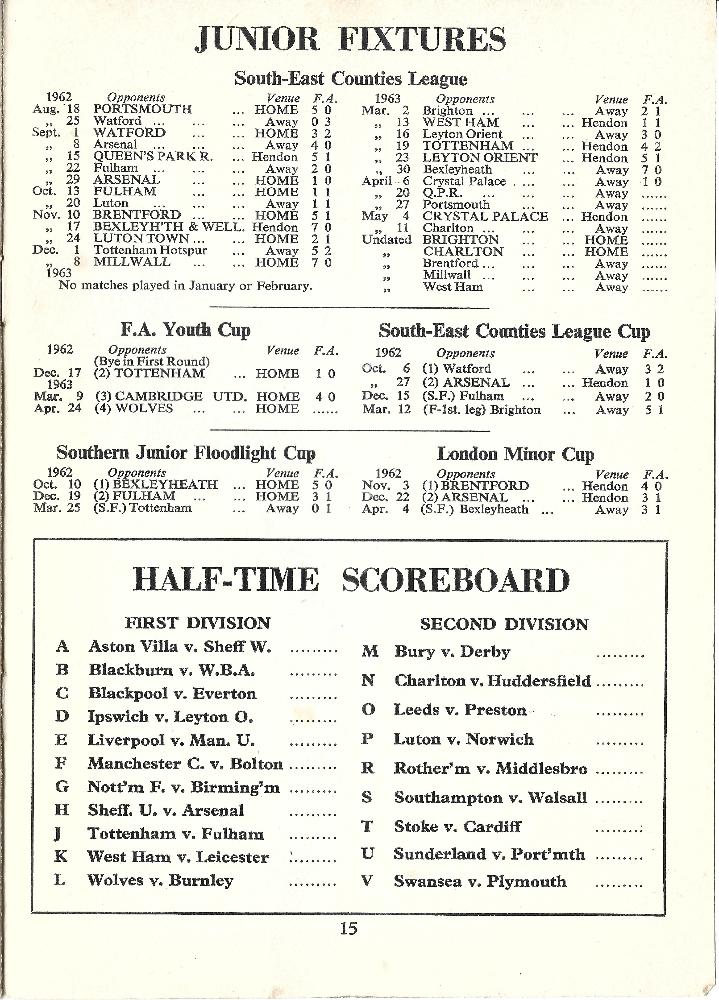 JUNIOR FIXTURES
South-East Counties League
1962 Opponents Venue F.A.
Aug. 18 PORTSMOUTH ... HOME 5 0
„ 25 Watford ... ... ... Away 0 3
Sept. 1 WATFORD ... ... HOME 3 2
„ 8 Arsenal ... ... ... Away 4 0
„ 15 QUEEN'S PARK R. ... Hendon 5 1
„ 22 Fulham ... ... ... Away 2 0
„ 29 ARSENAL ... ... HOME 1 0
Oct. 13 FULHAM ... ... HOME 1 1
„ 20 Luton ... ... ... Away 1 1
Nov. 10 BRENTFORD ... ... HOME 5 1
„ 17 BEXLEYH'TH & WELL. Hendon 7 0
„ 24 LUTON TOWN ... ... HOME 2 1
Dec. 1 Tottenham Hotspur ... Away 5 2
„ 8 MILLWALL ... ... HOME 7 0
1963
No matches played in January or February.
1963 Opponents Venue F.A.
Mar. 2 Brighton ... ... ... Away 2 1
„ 13 WEST HAM ... ... Hendon 1 1
„ 16 Leyton Orient ... ... Away 3 0
„ 19 TOTTENHAM ... ... Hendon 4 2
„ 23 LEYTON ORIENT ... Hendon 5 1
„ 30 Bexleyheath ... ... Away 7 0
April 6 Crystal Palace ... ... Away 1 0
„ 20 Q.P.R. ... ... ... Away ......
„ 27 Portsmouth ... ... Away ......
May 4 CRYSTAL PALACE ... Hendon ......
„ 11 Charlton ... ... ... Away ......
Undated BRIGHTON ... ... HOME ......
„ CHARLTON ... ... HOME ......
„ Brentford ... ... ... Away ......
„ Millwall ... ... ... Away ......
„ West Ham ... ... Away ......
F.A. Youth Cup
1962 Opponents Venue F.A.
(Bye in First Round)
Dec. 17 (2) TOTTENHAM ... HOME 1 0
1963
Mar. 9 (3) CAMBRIDGE UTD. HOME 4 0
Apr. 24 (4) WOLVES ... ... HOME ......
South-East Counties League Cup
1962 Opponents Venue F.A.
Oct. 6 (1) Watford ... ... Away 3 2
„ 27 (2) ARSENAL ... ... Hendon 1 0
Dec. 15 (S.F.) Fulham ... ... Away 2 0
Mar. 12 (F-1st. leg) Brighton ... Away 5 1
Southern Junior Floodlight Cup
1962 Opponents Venue F.A.
Oct. 10 (1) BEXLEYHEATH ... HOME 5 0
Dec. 19 (2) FULHAM ... ... HOME 3 1
Mar. 25 (S.F.) Tottenham ... Away 0 1
London Minor Cup
1962 Opponents Venue F.A.
Nov. 3 (1) BRENTFORD ... Hendon 4 0
Dec. 22 (2) ARSENAL ... ... Hendon 3 1
Apr. 4 (S.F.) Bexleyheath ... Away 3 1
HALF-TIME SCOREBOARD
FIRST DIVISION
A Aston Villa v. Sheff W. .........
B Blackburn v. W.B.A. .........
C Blackpool v. Everton .........
D Ipswich v. Leyton O. .........
E Liverpool v. Man. U. .........
F Manchester C. v. Bolton .........
G Nott'm F. v. Birming'm .........
H Sheff. U. v. Arsenal .........
J Tottenham v. Fulham .........
K West Ham v. Leicester .........
L Wolves v. Burnley .........
SECOND DIVISION
M Bury v. Derby .........
N Charlton v. Huddersfield .........
O Leeds v. Preston .........
P Luton v. Norwich .........
R Rother'm v. Middlesbro .........
S Southampton v. Walsall .........
T Stoke v. Cardiff .........
U Sunderland v. Port'mth .........
V Swansea v. Plymouth .........
15